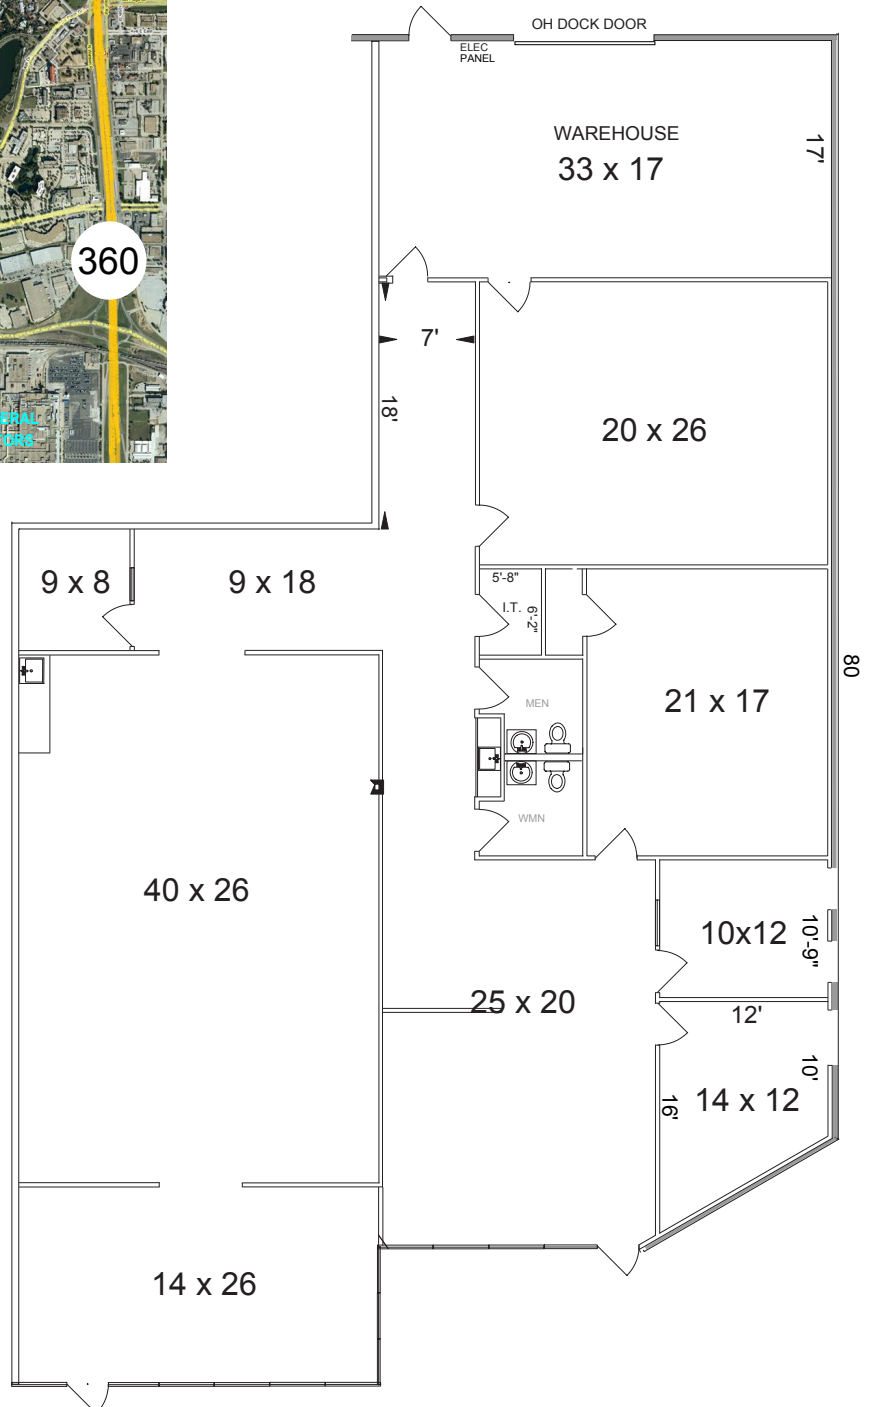 OH DOCK DOOR
ELEC
PANEL
WAREHOUSE
33 x 17
17'
360
7'
18'
20 x 26
ERAL
TORS
9 x 8
9 x 18
5'-8"
I.T.
6'-2"
80
MEN
21 x 17
WMN
40 x 26
10x12
10'-9"
25 x 20
12'
10'
16'
14 x 12
14 x 26